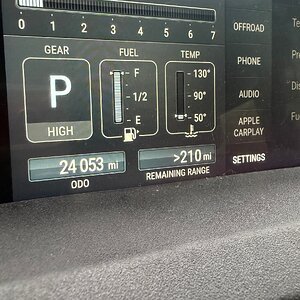 0 1 2 3 4 5 6 7
GEAR
P
HIGH
FUEL
F
1/2
E
TEMP
130°
90°
50°
24 053 mi
ODO
>210 mi
REMAINING RANGE
OFFROAD
PHONE
AUDIO
APPLE
CARPLAY
SETTINGS